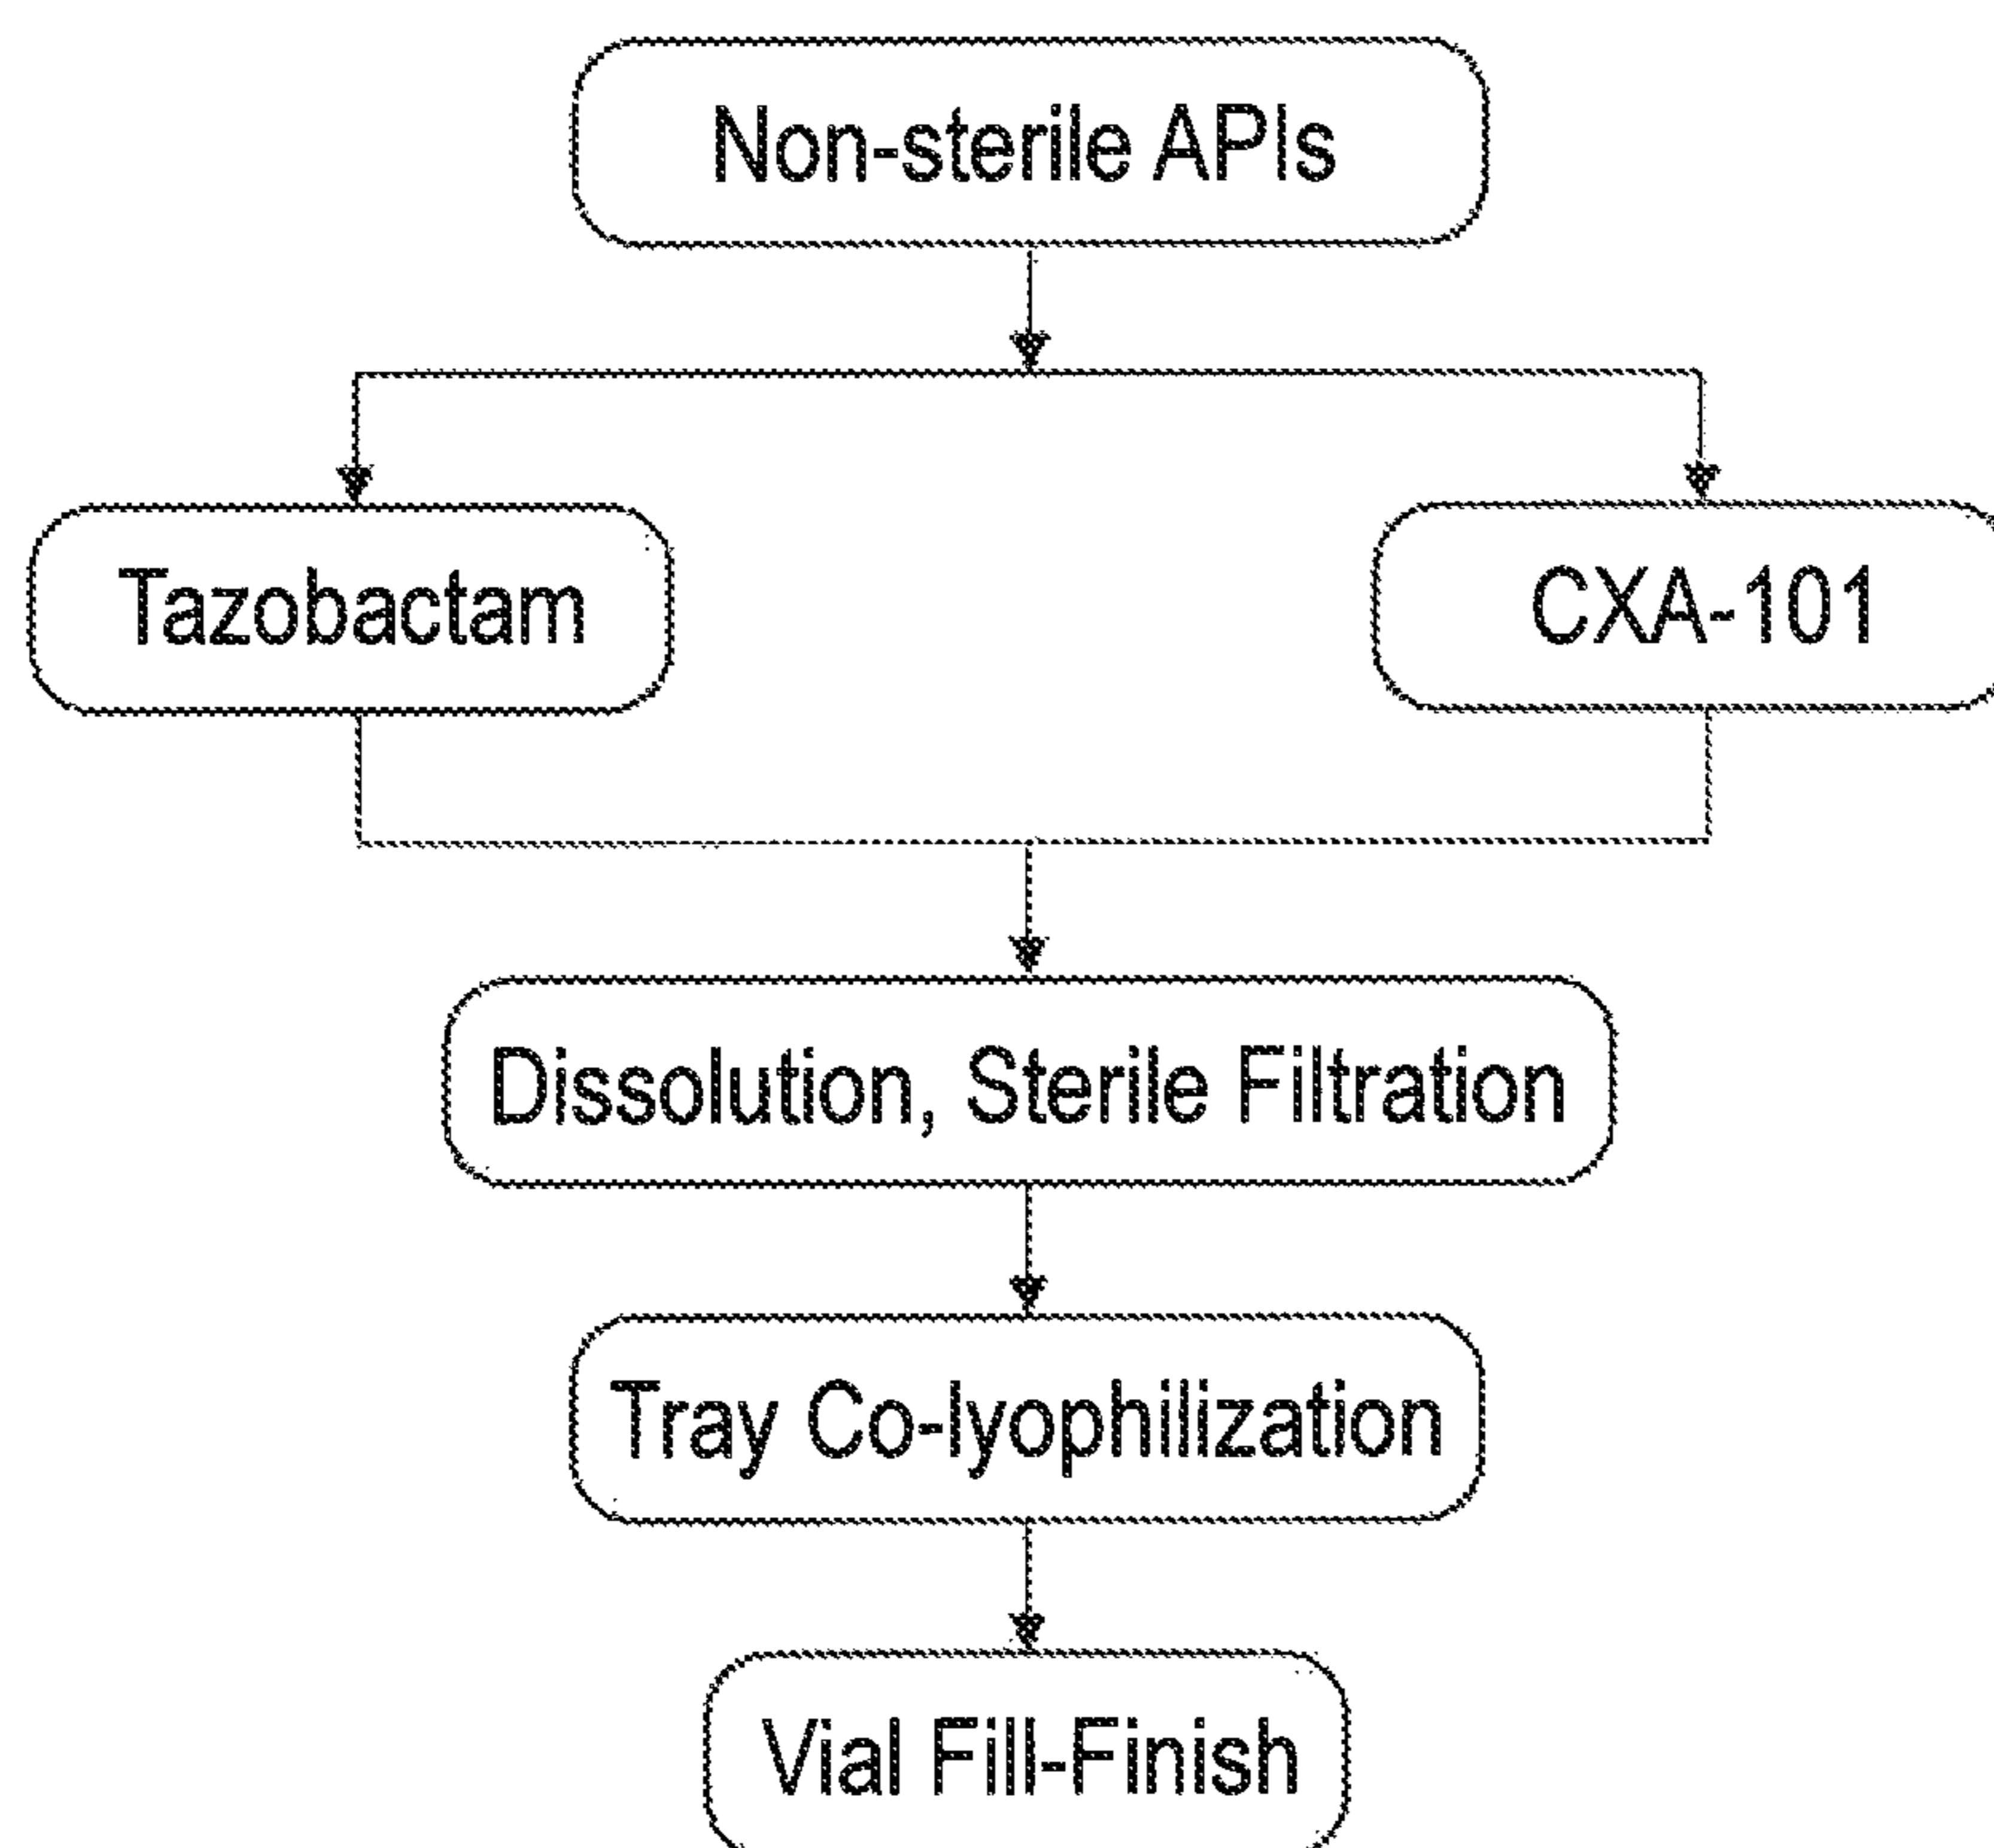 Non-sterile APIs
Tazobactam
CXA-101
Dissolution, Sterile Filtration
Tray Co-lyophilization
Vial Fill-Finish